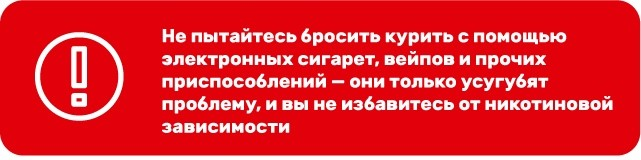 Не пытайтесь бросить курить с помощью
электронных сигарет, вейпов и прочих
приспособлений — они только усугубят
проблему, и вы не избавитесь от никотиновой
зависимости